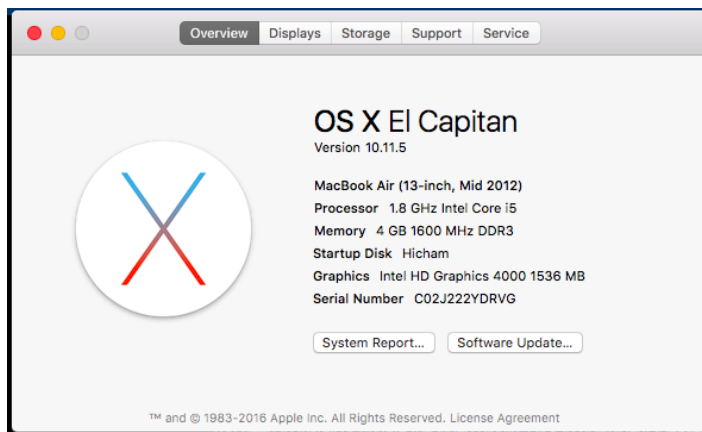 Overview Displays Storage Support Service
OS X El Capitan
Version 10.11.5
MacBook Air (13-inch, Mid 2012)
Processor 1.8 GHz Intel Core i5
Memory 4 GB 1600 MHz DDR3
Startup Disk Hicham
Graphics Intel HD Graphics 4000 1536 MB
Serial Number C02J222YDRVG
System Report... Software Update...
™ and © 1983-2016 Apple Inc. All Rights Reserved. License Agreement